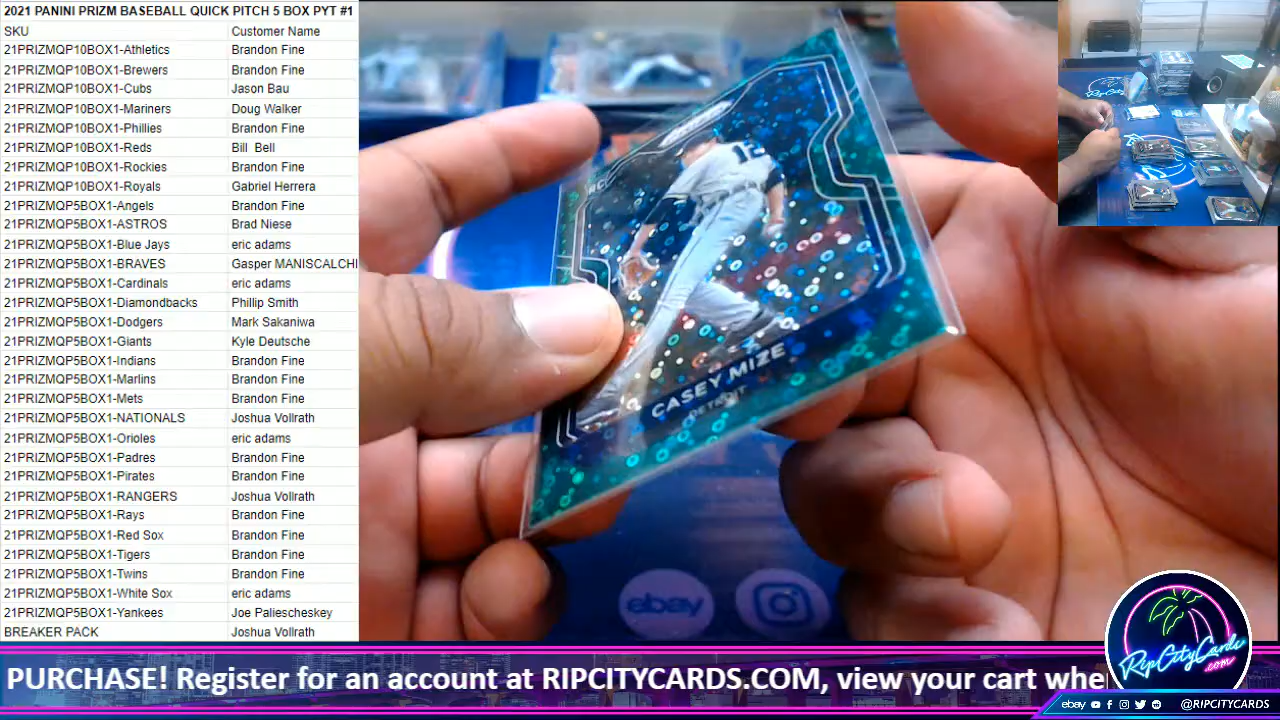 2021 PANINI PRIZM BASEBALL QUICK PITCH 5 BOX PYT #1
SKU Customer Name
21PRIZMQP10BOX1-Athletics Brandon Fine
21PRIZMQP10BOX1-Brewers Brandon Fine
21PRIZMQP10BOX1-Cubs Jason Bau
21PRIZMQP10BOX1-Mariners Doug Walker
21PRIZMQP10BOX1-Phillies Brandon Fine
21PRIZMQP10BOX1-Reds Bill Bell
21PRIZMQP10BOX1-Rockies Brandon Fine
21PRIZMQP10BOX1-Royals Gabriel Herrera
21PRIZMQP5BOX1-Angels Brandon Fine
21PRIZMQP5BOX1-ASTROS Brad Niese
21PRIZMQP5BOX1-Blue Jays eric adams
21PRIZMQP5BOX1-BRAVES Gasper MANISCALCHI
21PRIZMQP5BOX1-Cardinals eric adams
21PRIZMQP5BOX1-Diamondbacks Phillip Smith
21PRIZMQP5BOX1-Dodgers Mark Sakaniwa
21PRIZMQP5BOX1-Giants Kyle Deutsche
21PRIZMQP5BOX1-Indians Brandon Fine
21PRIZMQP5BOX1-Marlins Brandon Fine
21PRIZMQP5BOX1-Mets Brandon Fine
21PRIZMQP5BOX1-NATIONALS Joshua Vollrath
21PRIZMQP5BOX1-Orioles eric adams
21PRIZMQP5BOX1-Padres Brandon Fine
21PRIZMQP5BOX1-Pirates Brandon Fine
21PRIZMQP5BOX1-RANGERS Joshua Vollrath
21PRIZMQP5BOX1-Rays Brandon Fine
21PRIZMQP5BOX1-Red Sox Brandon Fine
21PRIZMQP5BOX1-Tigers Brandon Fine
21PRIZMQP5BOX1-Twins Brandon Fine
21PRIZMQP5BOX1-White Sox eric adams
21PRIZMQP5BOX1-Yankees Joe Paliescheskey
BREAKER PACK Joshua Vollrath
12
CASEY MIZE
DETROIT
ebay
RipCityCards
.com
PURCHASE! Register for an account at RIPCITYCARDS.COM, view your cart whe
ebay @RIPCITYCARDS